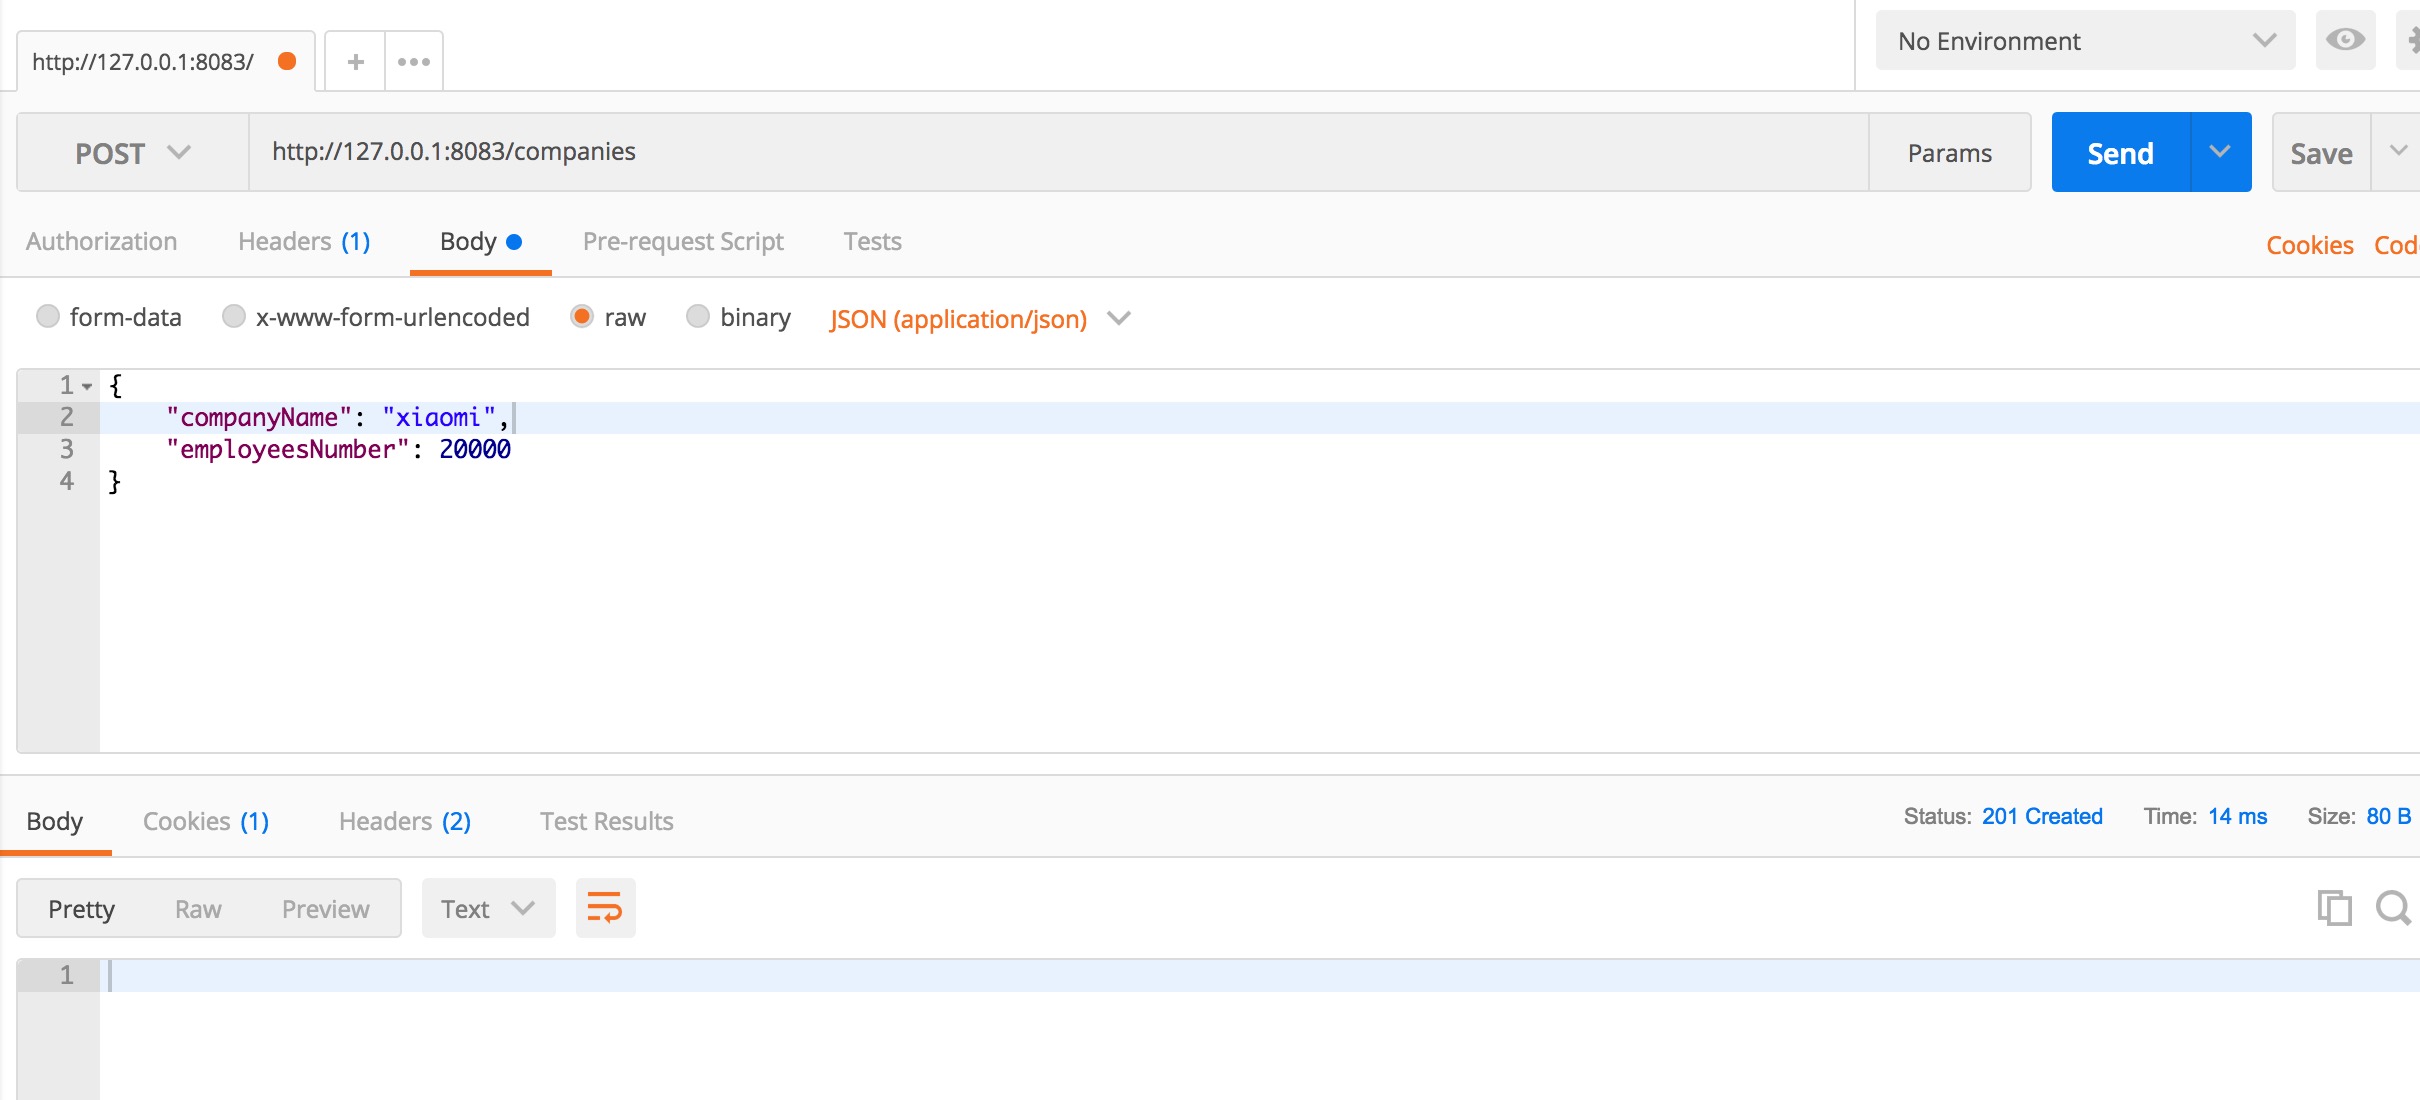 http://127.0.0.1:8083/ + No Environment
POST http://127.0.0.1:8083/companies Params Send Save
Authorization Headers (1) Body Pre-request Script Tests Cookies Cod
form-data x-www-form-urlencoded raw binary JSON (application/json)
1 {
2 "companyName": "xiaomi",
3 "employeesNumber": 20000
4 }
Body Cookies (1) Headers (2) Test Results Status: 201 Created Time: 14 ms Size: 80 B
Pretty Raw Preview Text
1